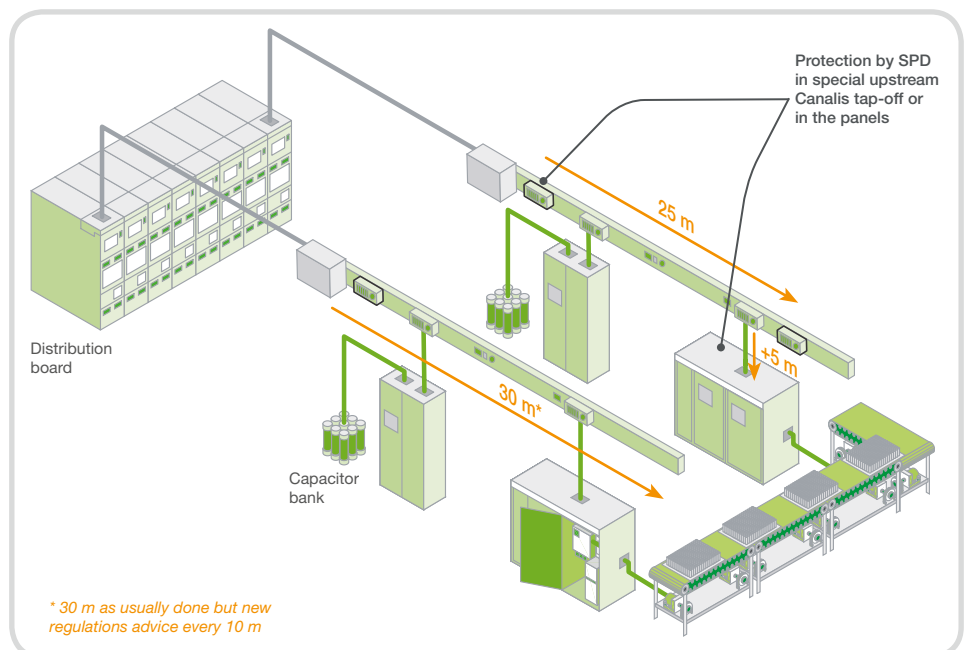 Protection by SPD
in special upstream
Canalis tap-off or
in the panels
25 m
+5 m
Distribution
board
30 m*
Capacitor
bank
* 30 m as usually done but new
regulations advice every 10 m